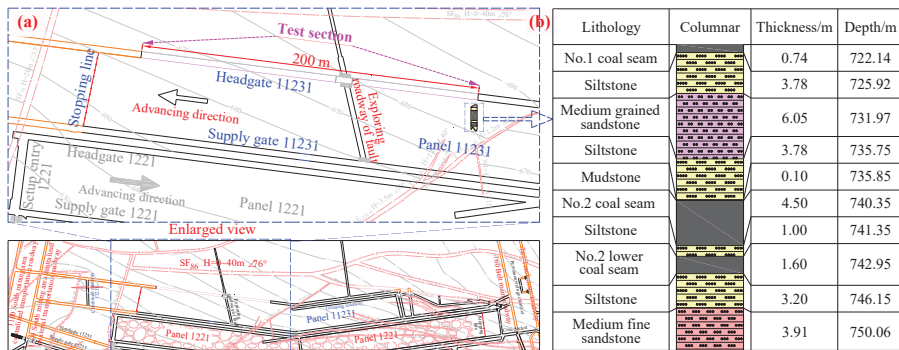 (a)
SF86 H=0~40m ∠76°
Test section
200 m
Headgate 11231
Stopping line
Advancing direction
Exploring
roadway of fault
Supply gate 11231
Panel 11231
Headgate 1221
Setup entry
1221
Advancing direction
Supply gate 1221
Panel 1221
Enlarged view
SF86 H=0~40m ∠76°
Panel 11231
Panel 1221
Panel 1221
(b)
Lithology Columnar Thickness/m Depth/m
No.1 coal seam 0.74 722.14
Siltstone 3.78 725.92
Medium grained
sandstone 6.05 731.97
Siltstone 3.78 735.75
Mudstone 0.10 735.85
No.2 coal seam 4.50 740.35
Siltstone 1.00 741.35
No.2 lower
coal seam 1.60 742.95
Siltstone 3.20 746.15
Medium fine
sandstone 3.91 750.06